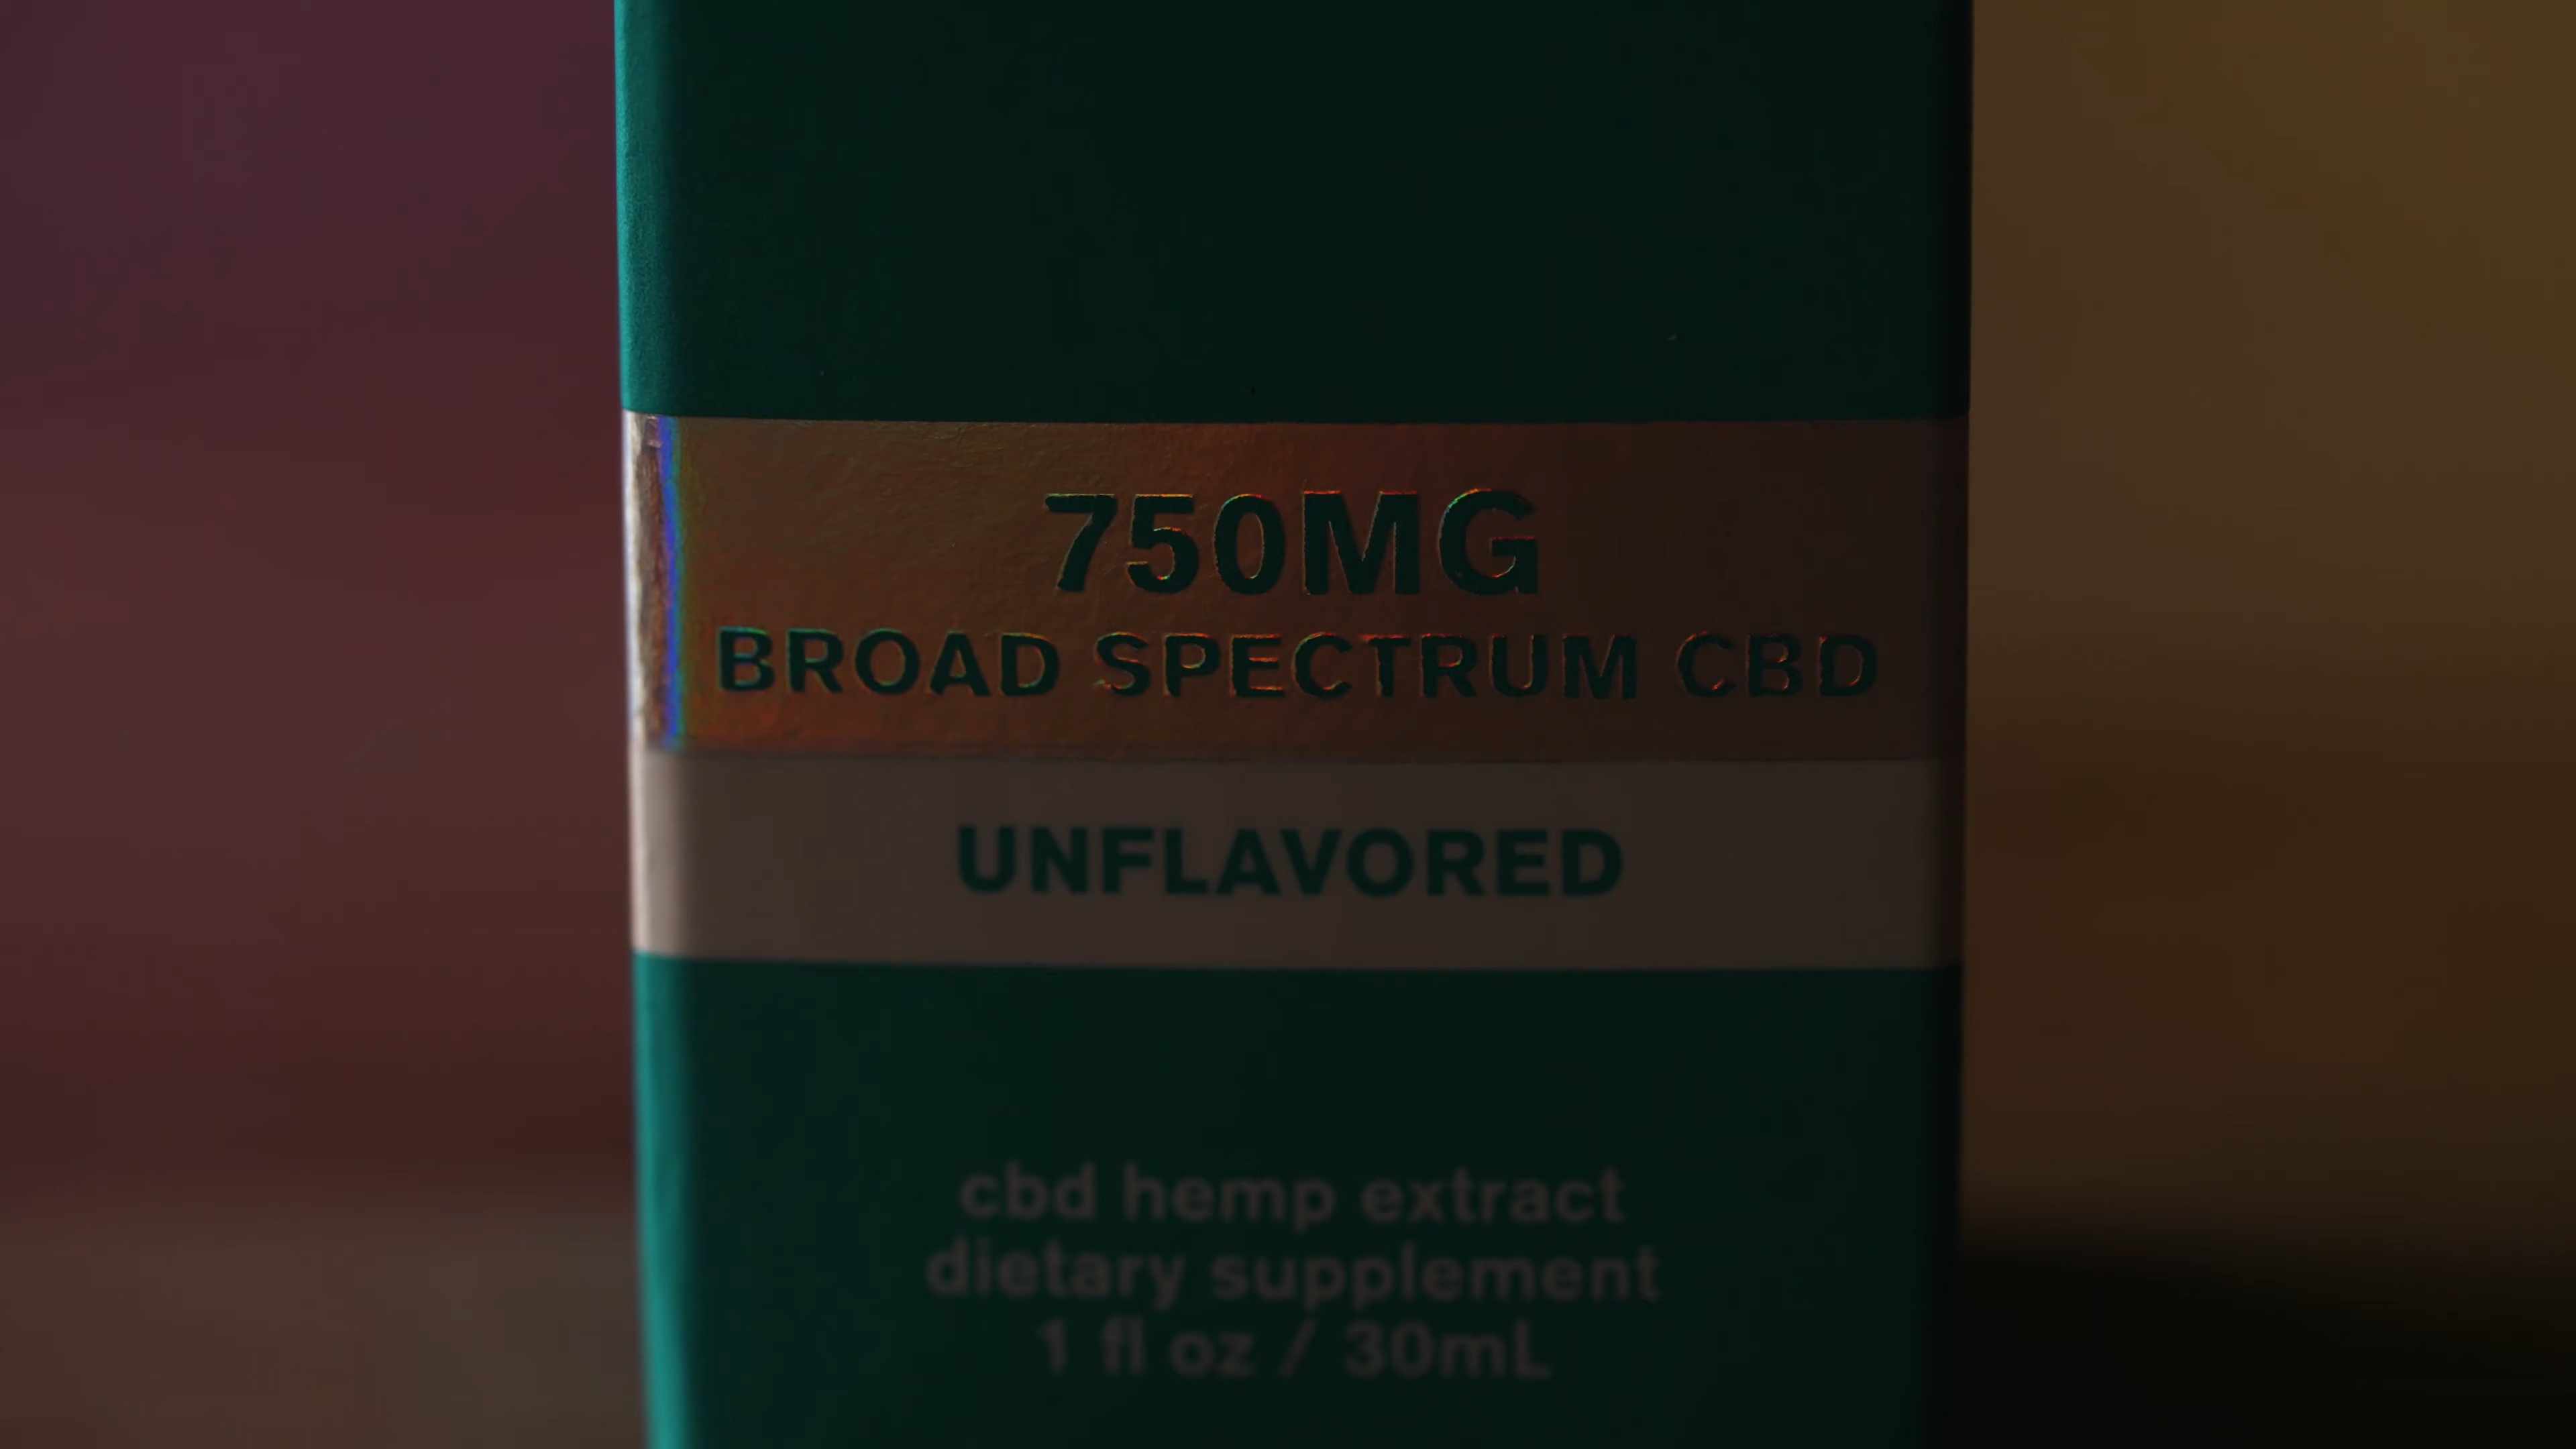 750MG
BROAD SPECTRUM CBD
UNFLAVORED
cbd hemp extract
dietary supplement
1 fl oz / 30mL